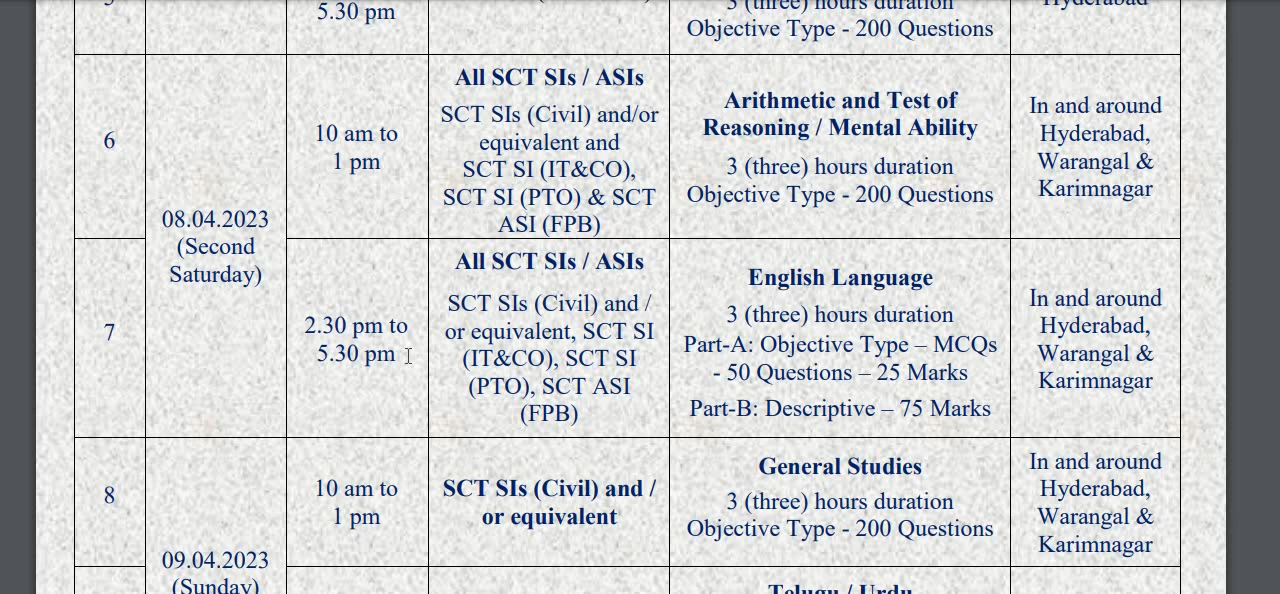 5.30 pm
3 (three) hours duration
Objective Type - 200 Questions
Hyderabad
6
08.04.2023
(Second
Saturday)
10 am to
1 pm
All SCT SIs / ASIs
SCT SIs (Civil) and/or
equivalent and
SCT SI (IT&CO),
SCT SI (PTO) & SCT
ASI (FPB)
Arithmetic and Test of
Reasoning / Mental Ability
3 (three) hours duration
Objective Type - 200 Questions
In and around
Hyderabad,
Warangal &
Karimnagar
7
2.30 pm to
5.30 pm
All SCT SIs / ASIs
SCT SIs (Civil) and /
or equivalent, SCT SI
(IT&CO), SCT SI
(PTO), SCT ASI
(FPB)
English Language
3 (three) hours duration
Part-A: Objective Type – MCQs
- 50 Questions – 25 Marks
Part-B: Descriptive – 75 Marks
In and around
Hyderabad,
Warangal &
Karimnagar
8
09.04.2023
(Sunday)
10 am to
1 pm
SCT SIs (Civil) and /
or equivalent
General Studies
3 (three) hours duration
Objective Type - 200 Questions
In and around
Hyderabad,
Warangal &
Karimnagar
Telugu / Urdu